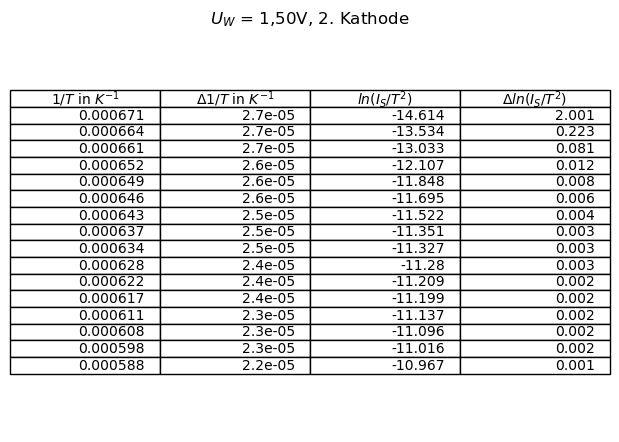 U_W = 1,50V, 2. Kathode
1/T in K⁻¹ Δ1/T in K⁻¹ ln(I_S/T²) Δln(I_S/T²)
0.000671 2.7e-05 -14.614 2.001
0.000664 2.7e-05 -13.534 0.223
0.000661 2.7e-05 -13.033 0.081
0.000652 2.6e-05 -12.107 0.012
0.000649 2.6e-05 -11.848 0.008
0.000646 2.6e-05 -11.695 0.006
0.000643 2.5e-05 -11.522 0.004
0.000637 2.5e-05 -11.351 0.003
0.000634 2.5e-05 -11.327 0.003
0.000628 2.4e-05 -11.28 0.003
0.000622 2.4e-05 -11.209 0.002
0.000617 2.4e-05 -11.199 0.002
0.000611 2.3e-05 -11.137 0.002
0.000608 2.3e-05 -11.096 0.002
0.000598 2.3e-05 -11.016 0.002
0.000588 2.2e-05 -10.967 0.001